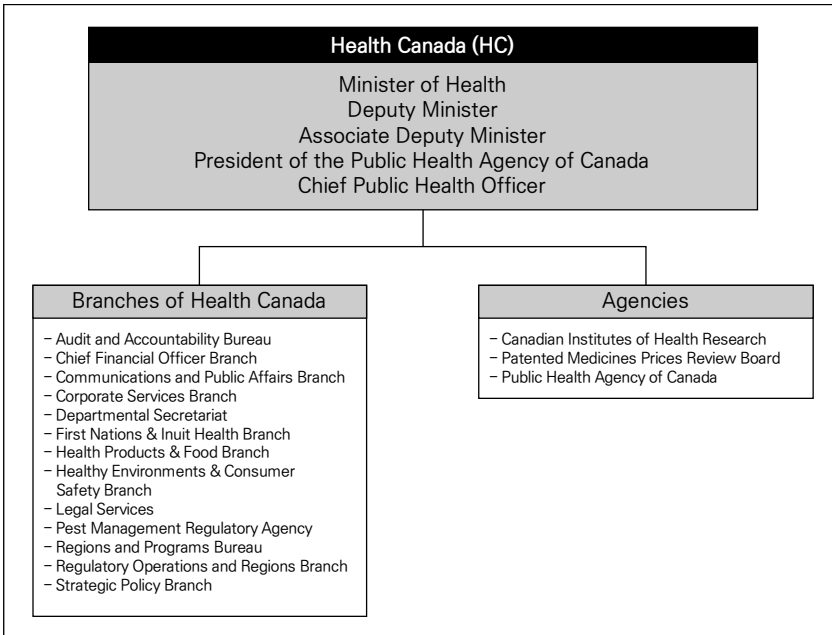 Health Canada (HC)
Minister of Health
Deputy Minister
Associate Deputy Minister
President of the Public Health Agency of Canada
Chief Public Health Officer
Branches of Health Canada
– Audit and Accountability Bureau
– Chief Financial Officer Branch
– Communications and Public Affairs Branch
– Corporate Services Branch
– Departmental Secretariat
– First Nations & Inuit Health Branch
– Health Products & Food Branch
– Healthy Environments & Consumer
Safety Branch
– Legal Services
– Pest Management Regulatory Agency
– Regions and Programs Bureau
– Regulatory Operations and Regions Branch
– Strategic Policy Branch
Agencies
– Canadian Institutes of Health Research
– Patented Medicines Prices Review Board
– Public Health Agency of Canada